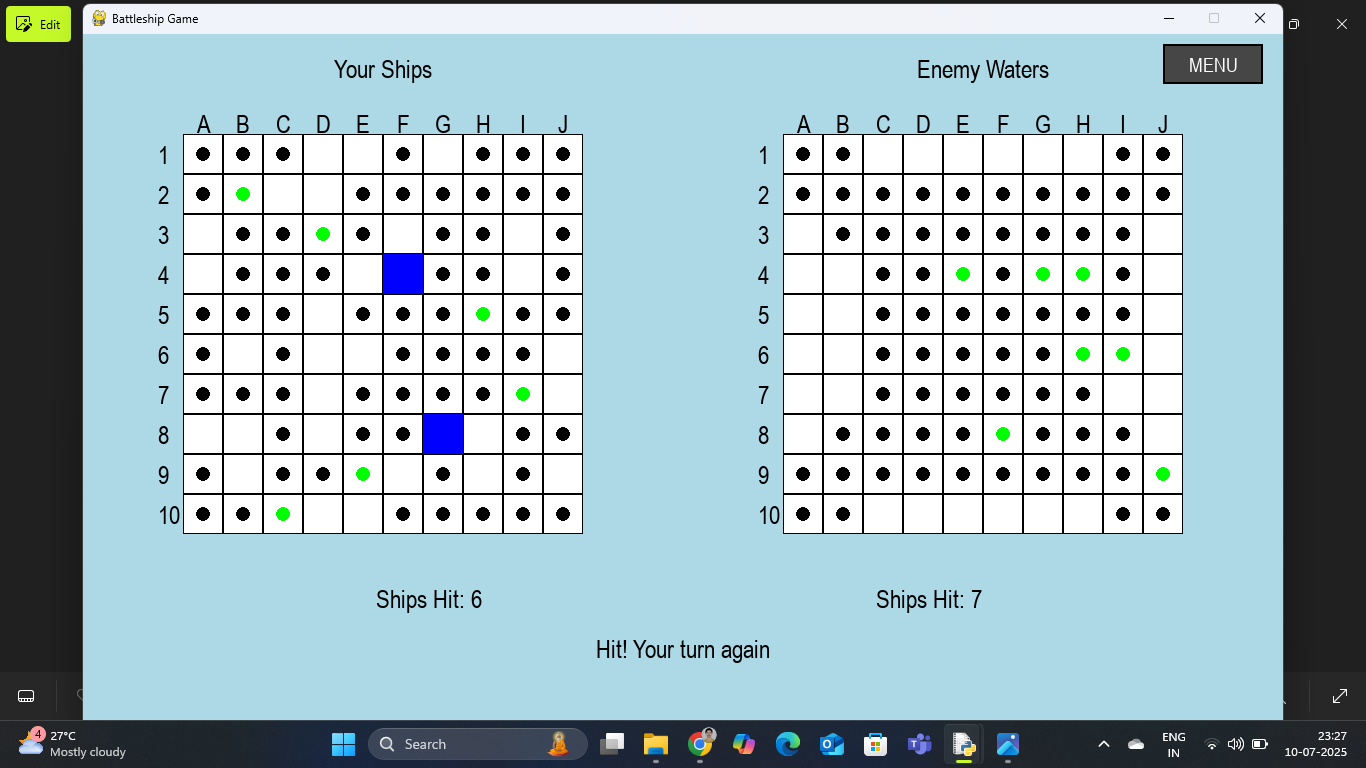 Edit
Battleship Game
Your Ships
Enemy Waters
MENU
A B C D E F G H I J
A B C D E F G H I J
1
2
3
4
5
6
7
8
9
10
1
2
3
4
5
6
7
8
9
10
Ships Hit: 6
Ships Hit: 7
Hit! Your turn again
4
27°C
Mostly cloudy
Search
ENG
IN
23:27
10-07-2025